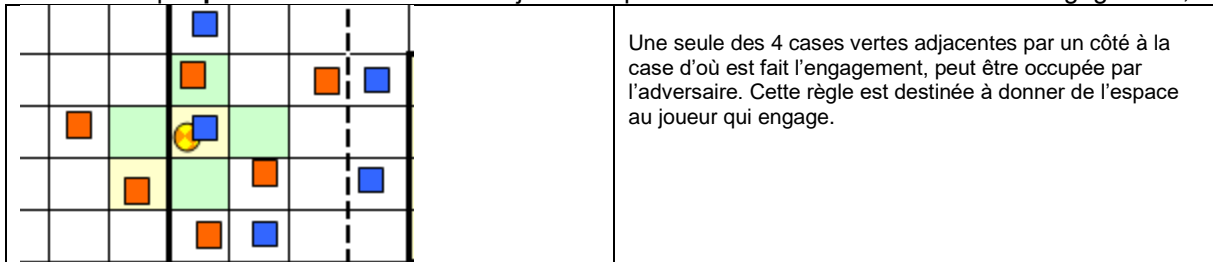 Une seule des 4 cases vertes adjacentes par un côté à la
case d'où est fait l'engagement, peut être occupée par
l'adversaire. Cette règle est destinée à donner de l'espace
au joueur qui engage.